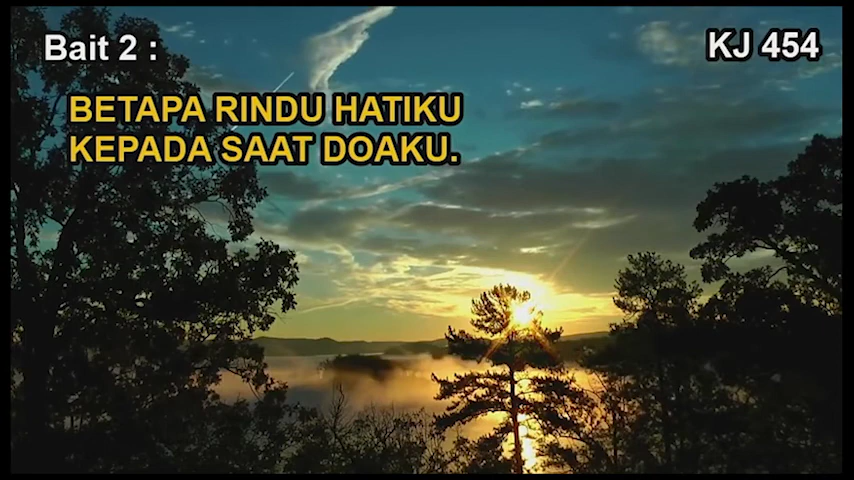 Bait 2 :
KJ 454
BETAPA RINDU HATIKU
KEPADA SAAT DOAKU.